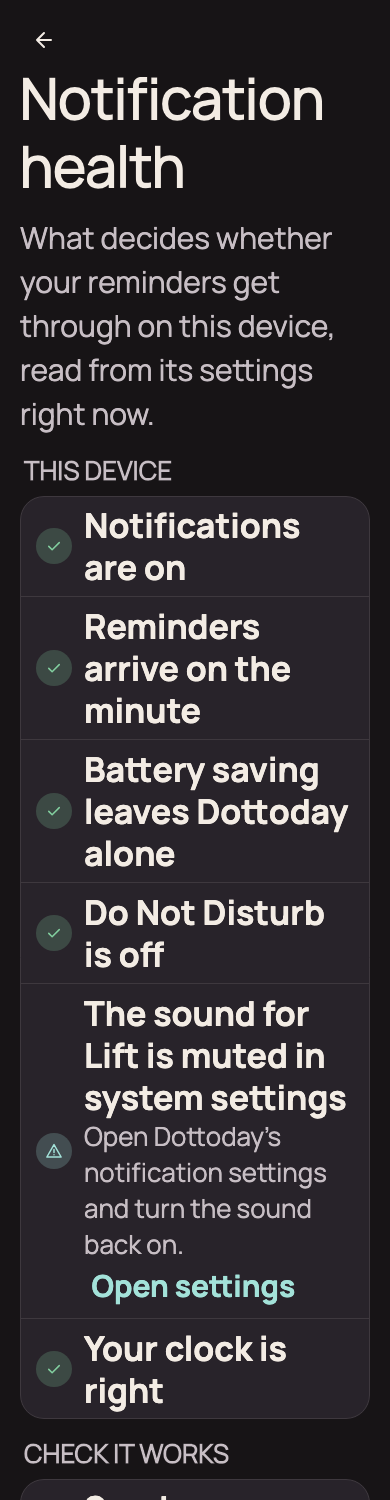 Notification
health
What decides whether
your reminders get
through on this device,
read from its settings
right now.
THIS DEVICE
Notifications
are on
Reminders
arrive on the
minute
Battery saving
leaves Dottoday
alone
Do Not Disturb
is off
The sound for
Lift is muted in
system settings
Open Dottoday's
notification settings
and turn the sound
back on.
Open settings
Your clock is
right
CHECK IT WORKS